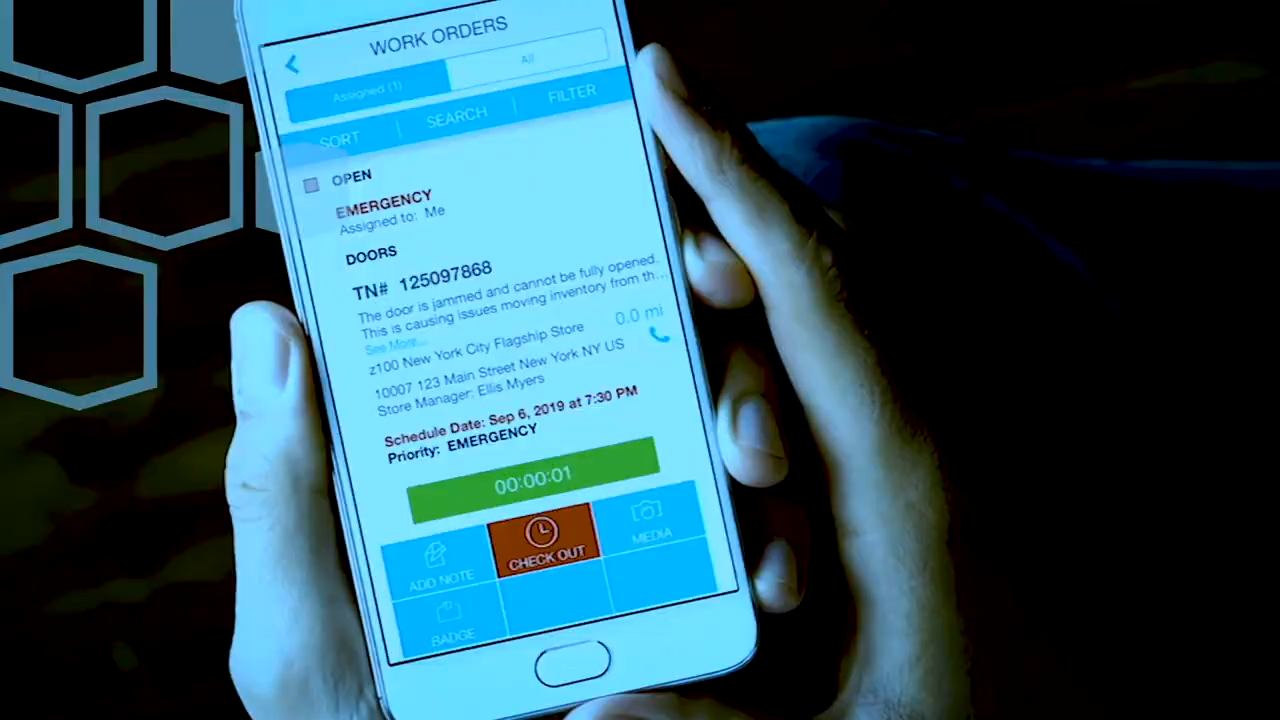 WORK ORDERS
Assigned (1)
All
SORT
SEARCH
FILTER
OPEN
EMERGENCY
Assigned to: Me
DOORS
TN# 125097868
The door is jammed and cannot be fully opened.
This is causing issues moving inventory from th...
See More...
0.0 mi
z100 New York City Flagship Store
10007 123 Main Street New York NY US
Store Manager: Ellis Myers
Schedule Date: Sep 6, 2019 at 7:30 PM
Priority: EMERGENCY
00:00:01
ADD NOTE
CHECK OUT
MEDIA
BADGE